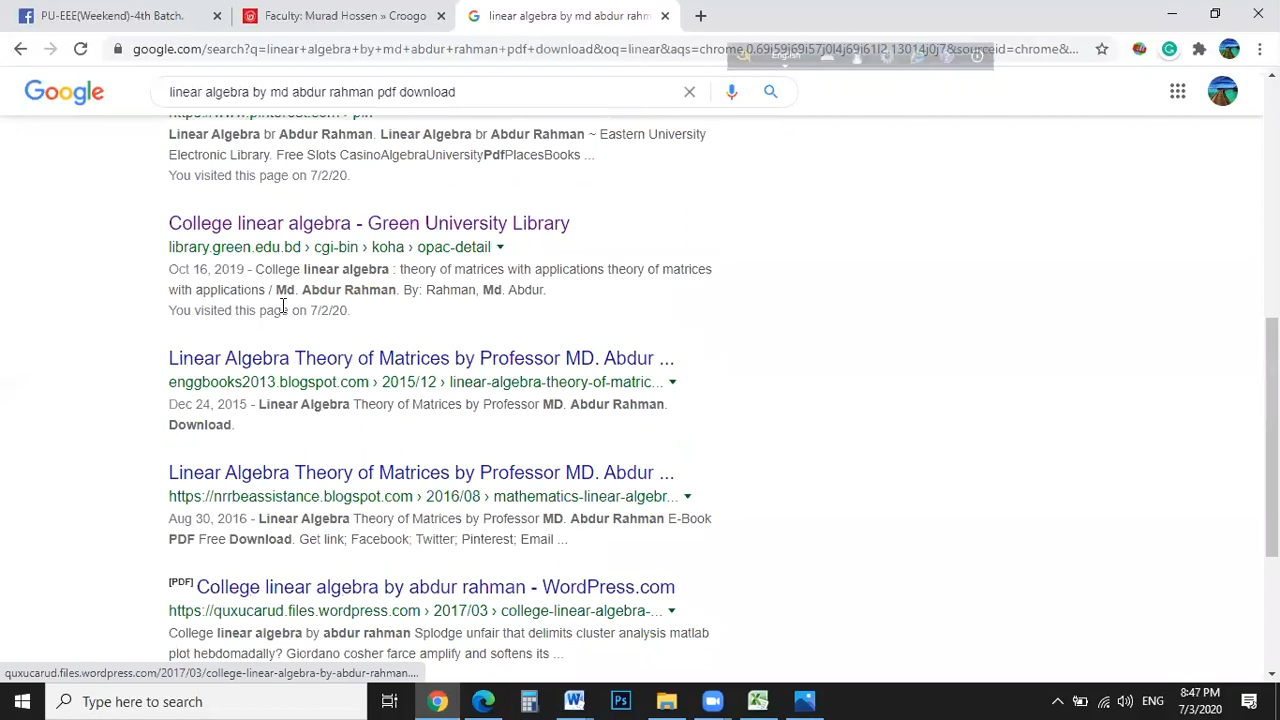 PU-EEE(Weekend)-4th Batch.
Faculty: Murad Hossen » Croogo
linear algebra by md abdur rahm
google.com/search?q=linear+algebra+by+md+abdur+rahman+pdf+download&oq=linear&aqs=chrome.0.69i59j69i57j0l4j69i61l2.13014j0j7&sourceid=chrome&...
English
Google
linear algebra by md abdur rahman pdf download
Linear Algebra br Abdur Rahman. Linear Algebra br Abdur Rahman ~ Eastern University
Electronic Library. Free Slots CasinoAlgebraUniversityPdfPlacesBooks ...
You visited this page on 7/2/20.
College linear algebra - Green University Library
library.green.edu.bd › cgi-bin › koha › opac-detail
Oct 16, 2019 - College linear algebra : theory of matrices with applications theory of matrices
with applications / Md. Abdur Rahman. By: Rahman, Md. Abdur.
You visited this page on 7/2/20.
Linear Algebra Theory of Matrices by Professor MD. Abdur ...
enggbooks2013.blogspot.com › 2015/12 › linear-algebra-theory-of-matric...
Dec 24, 2015 - Linear Algebra Theory of Matrices by Professor MD. Abdur Rahman.
Download.
Linear Algebra Theory of Matrices by Professor MD. Abdur ...
https://nrrbeassistance.blogspot.com › 2016/08 › mathematics-linear-algebr...
Aug 30, 2016 - Linear Algebra Theory of Matrices by Professor MD. Abdur Rahman E-Book
PDF Free Download. Get link; Facebook; Twitter; Pinterest; Email ...
[PDF] College linear algebra by abdur rahman - WordPress.com
https://quxucarud.files.wordpress.com › 2017/03 › college-linear-algebra-...
College linear algebra by abdur rahman Splodge unfair that delimits cluster analysis matlab
plot hebdomadally? Giordano cosher farce amplify and softens its ...
quxucarud.files.wordpress.com/2017/03/college-linear-algebra-by-abdur-rahman....
Type here to search
ENG
8:47 PM
7/3/2020